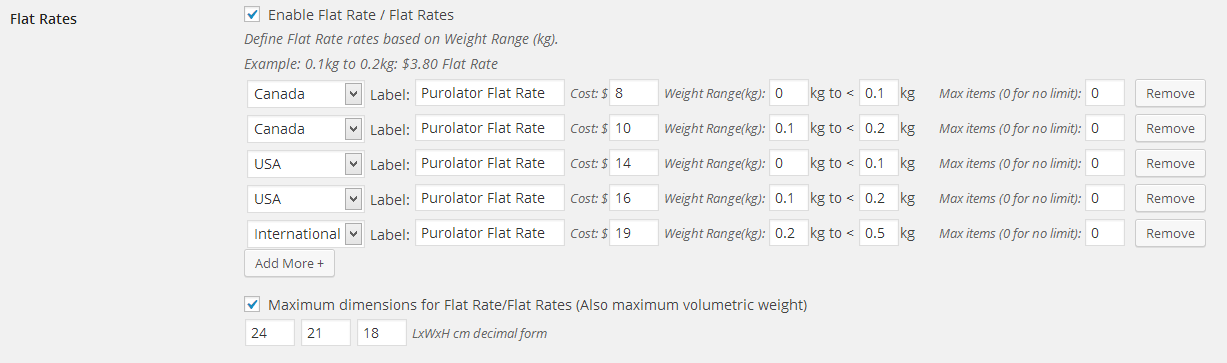 Flat Rates
Enable Flat Rate / Flat Rates
Define Flat Rate rates based on Weight Range (kg).
Example: 0.1kg to 0.2kg: $3.80 Flat Rate
Canada Label: Purolator Flat Rate Cost: $ 8 Weight Range(kg): 0 kg to < 0.1 kg Max items (0 for no limit): 0 Remove
Canada Label: Purolator Flat Rate Cost: $ 10 Weight Range(kg): 0.1 kg to < 0.2 kg Max items (0 for no limit): 0 Remove
USA Label: Purolator Flat Rate Cost: $ 14 Weight Range(kg): 0 kg to < 0.1 kg Max items (0 for no limit): 0 Remove
USA Label: Purolator Flat Rate Cost: $ 16 Weight Range(kg): 0.1 kg to < 0.2 kg Max items (0 for no limit): 0 Remove
International Label: Purolator Flat Rate Cost: $ 19 Weight Range(kg): 0.2 kg to < 0.5 kg Max items (0 for no limit): 0 Remove
Add More +
Maximum dimensions for Flat Rate/Flat Rates (Also maximum volumetric weight)
24 21 18 LxWxH cm decimal form